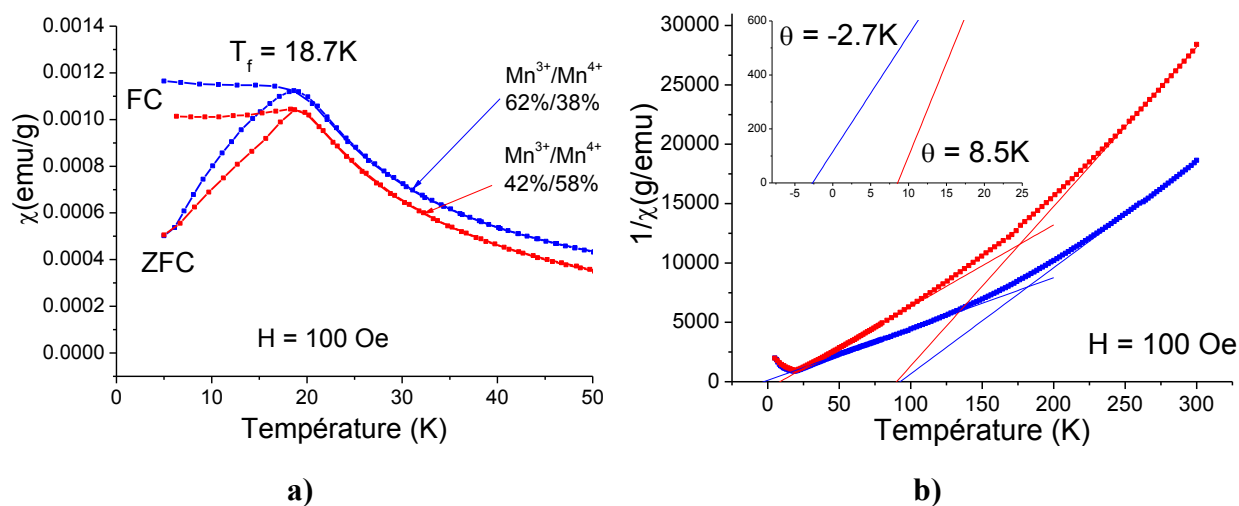 0.0014
0.0012
0.0010
0.0008
0.0006
0.0004
0.0002
0.0000
χ(emu/g)
T_f = 18.7K
FC
ZFC
Mn³⁺/Mn⁴⁺
62%/38%
Mn³⁺/Mn⁴⁺
42%/58%
H = 100 Oe
0 10 20 30 40 50
Température (K)
a)
30000
25000
20000
15000
10000
5000
0
1/χ(g/emu)
600
400
200
0
θ = -2.7K
θ = 8.5K
-5 0 5 10 15 20 25
H = 100 Oe
0 50 100 150 200 250 300
Température (K)
b)